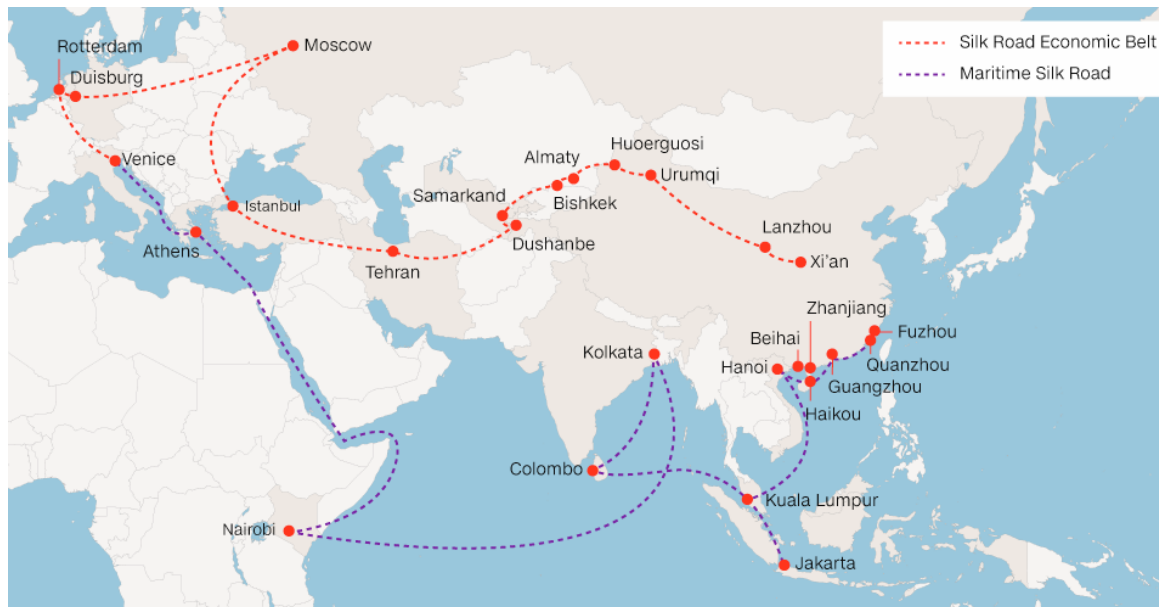 Silk Road Economic Belt
Maritime Silk Road
Rotterdam
Moscow
Duisburg
Venice
Istanbul
Athens
Tehran
Samarkand
Dushanbe
Almaty
Bishkek
Huoerguosi
Urumqi
Lanzhou
Xi'an
Zhanjiang
Beihai
Fuzhou
Kolkata
Hanoi
Quanzhou
Guangzhou
Haikou
Colombo
Kuala Lumpur
Nairobi
Jakarta